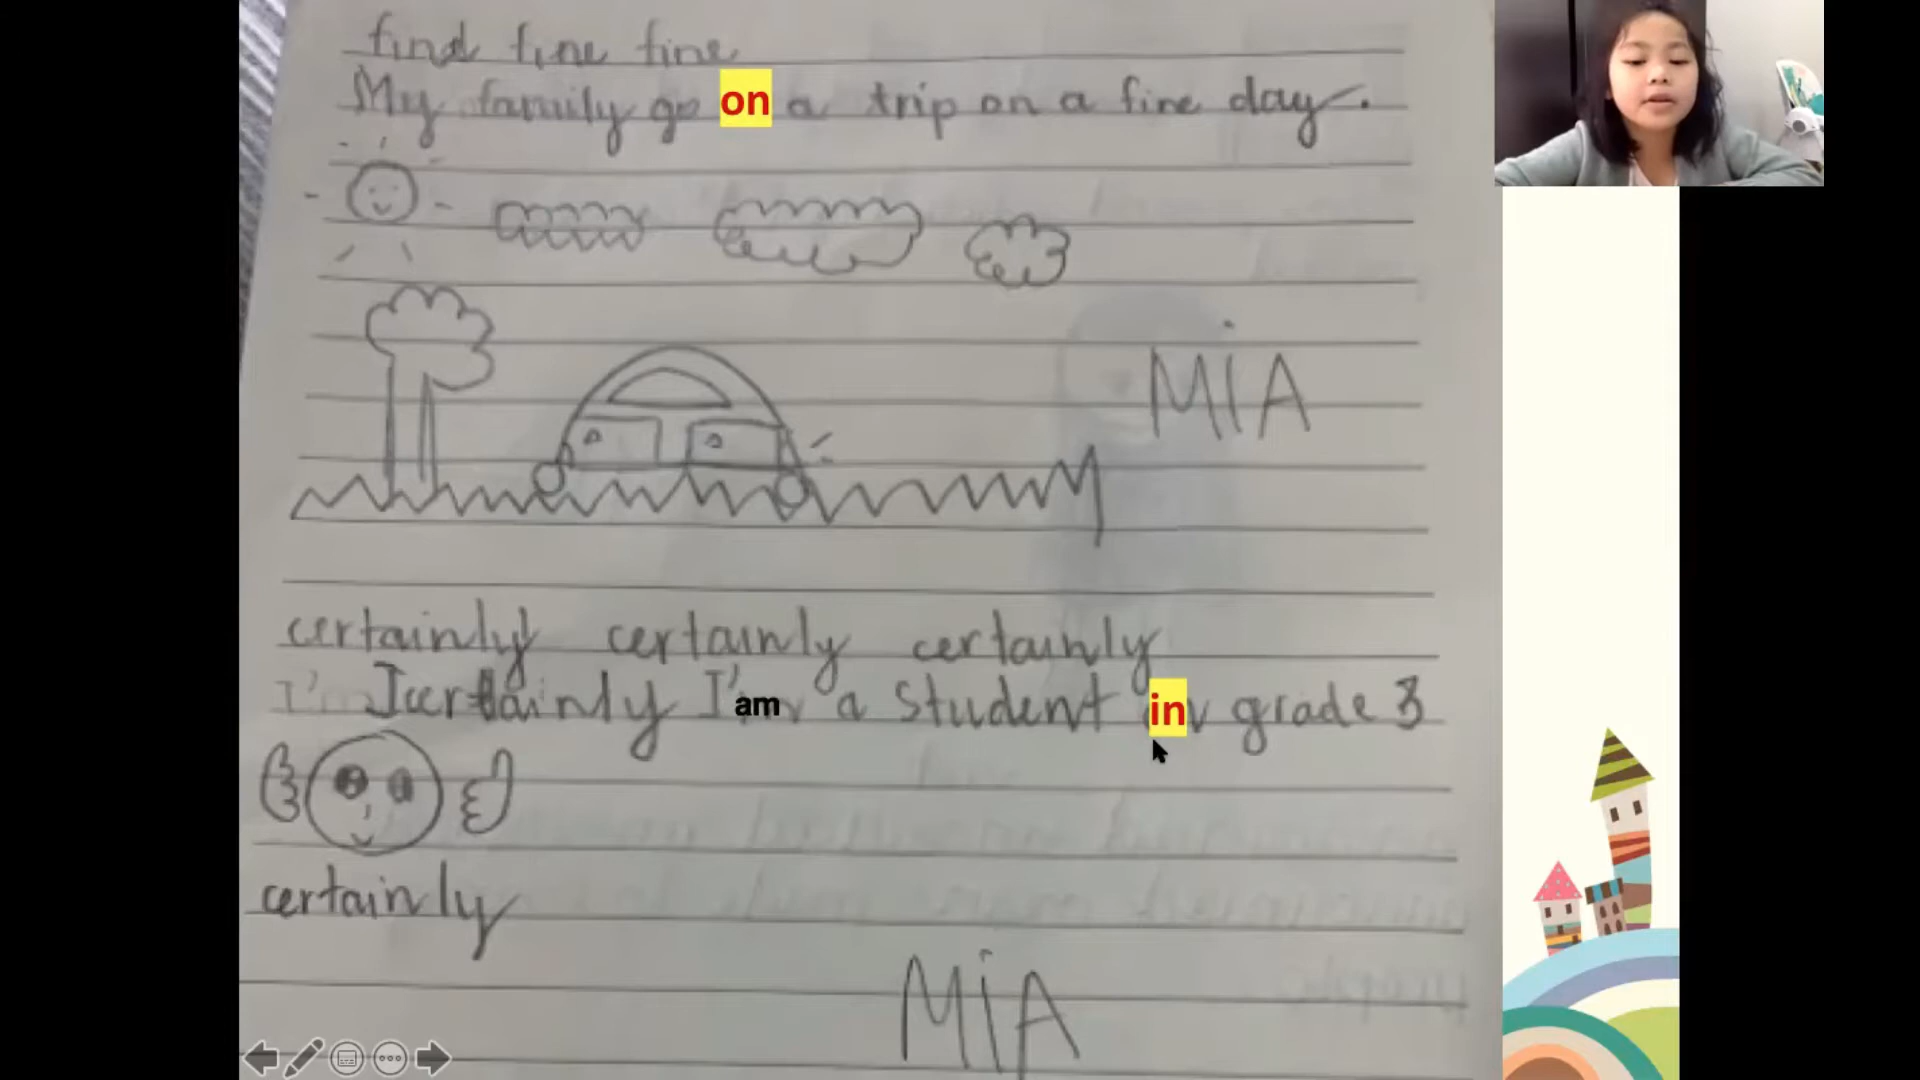 find fine fine
My family go on a trip on a fine day.
MiA
certainly certainly certainly
I certainly I'am a student in grade 3
certainly
MiA